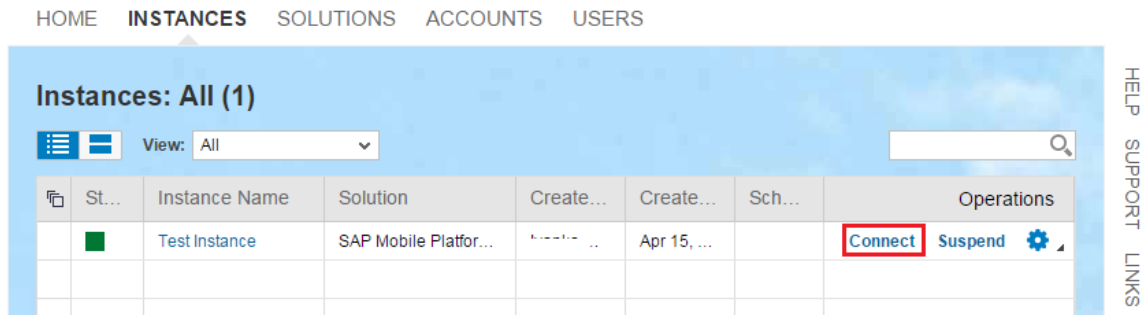 HOME INSTANCES SOLUTIONS ACCOUNTS USERS
Instances: All (1)
View: All
St... Instance Name Solution Create... Create... Sch... Operations
Test Instance SAP Mobile Platfor... Apr 15, ... Connect Suspend
HELP
SUPPORT
LINKS